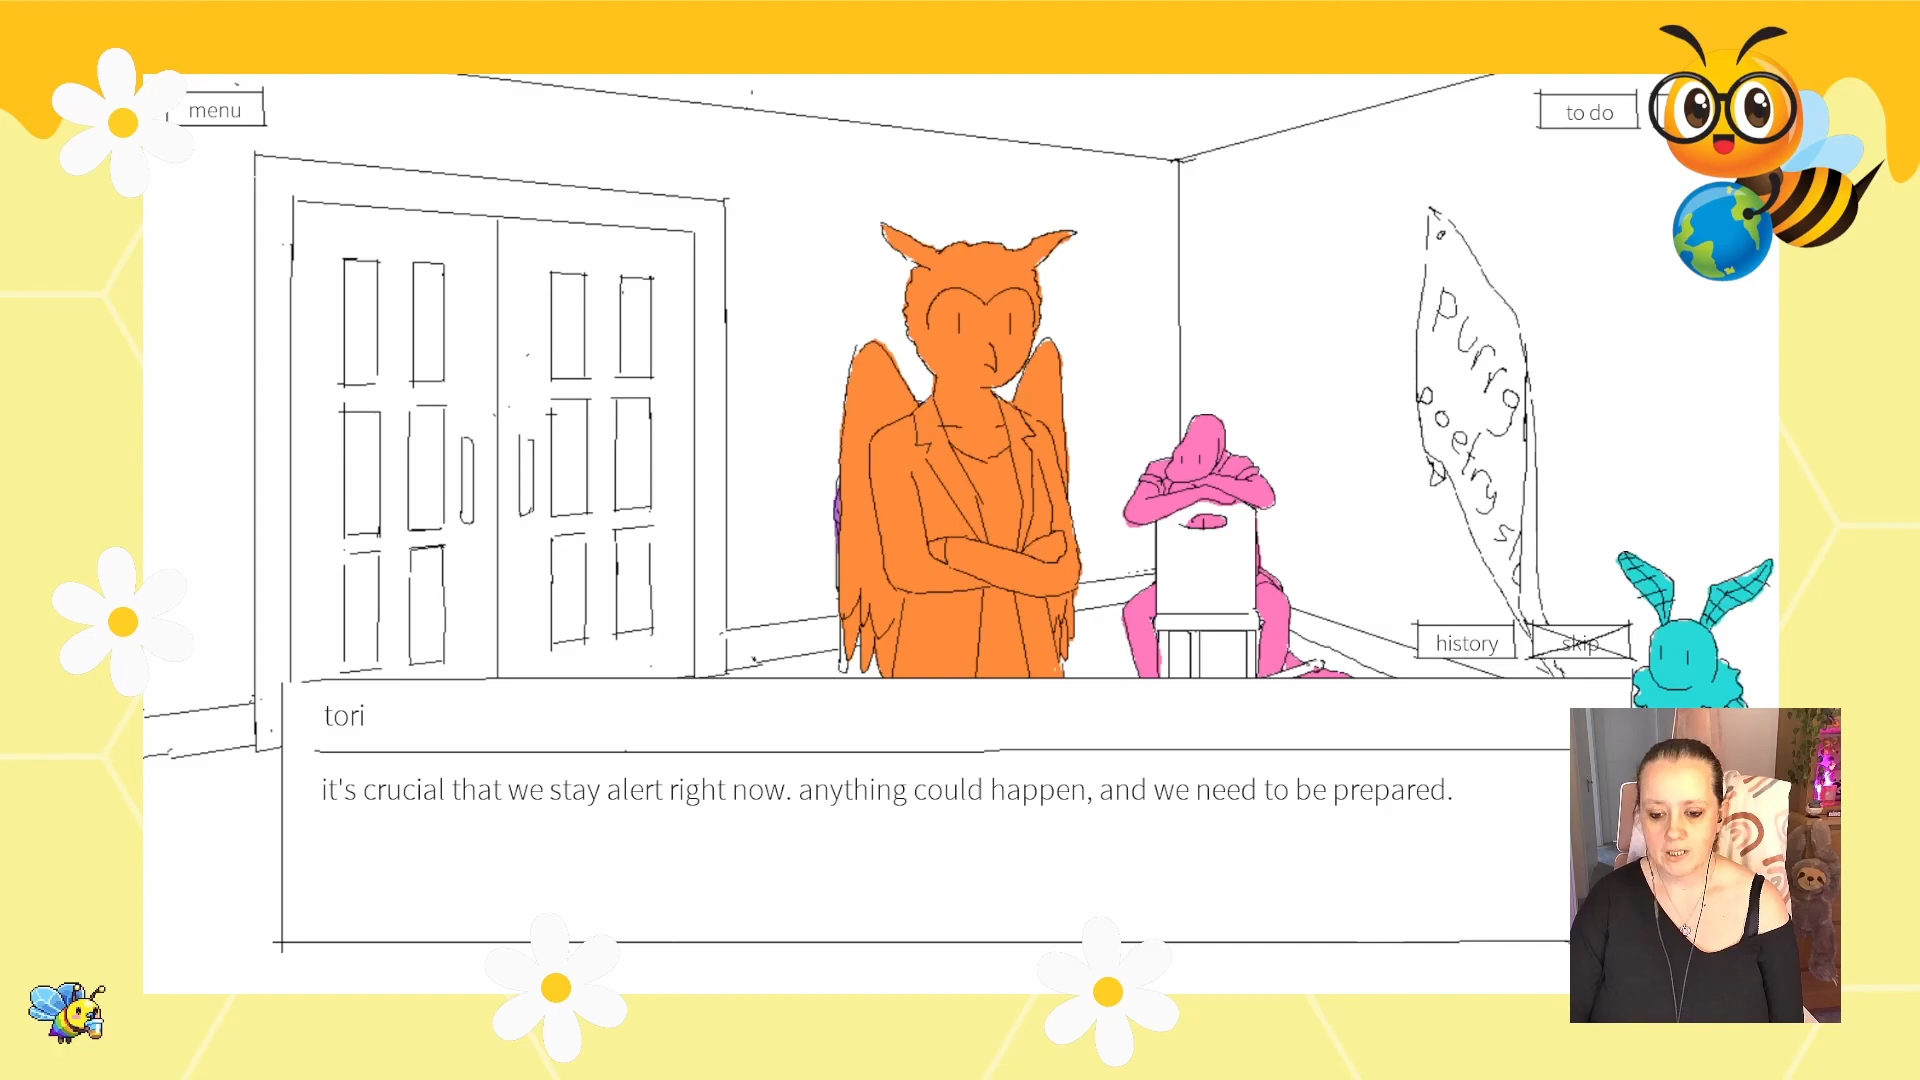 menu
to do
purrg
poetry sl
history
skip
tori
it's crucial that we stay alert right now. anything could happen, and we need to be prepared.